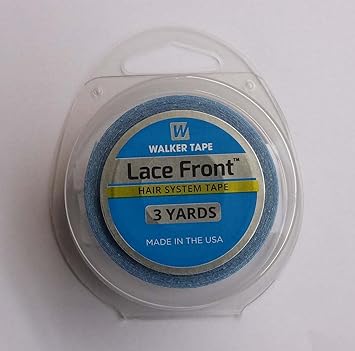 W
WALKER TAPE
Lace Front™
HAIR SYSTEM TAPE
3 YARDS
MADE IN THE USA